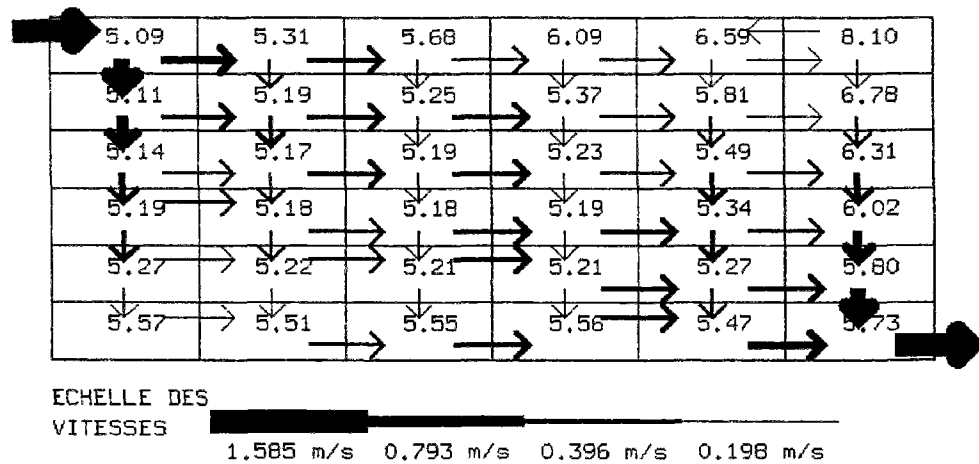 5.09 5.31 5.68 6.09 6.59 8.10
5.11 5.19 5.25 5.37 5.81 6.78
5.14 5.17 5.19 5.23 5.49 6.31
5.19 5.18 5.18 5.19 5.34 6.02
5.27 5.22 5.21 5.21 5.27 5.80
5.57 5.51 5.55 5.56 5.47 5.73
ECHELLE DES
VITESSES
1.585 m/s 0.793 m/s 0.396 m/s 0.198 m/s